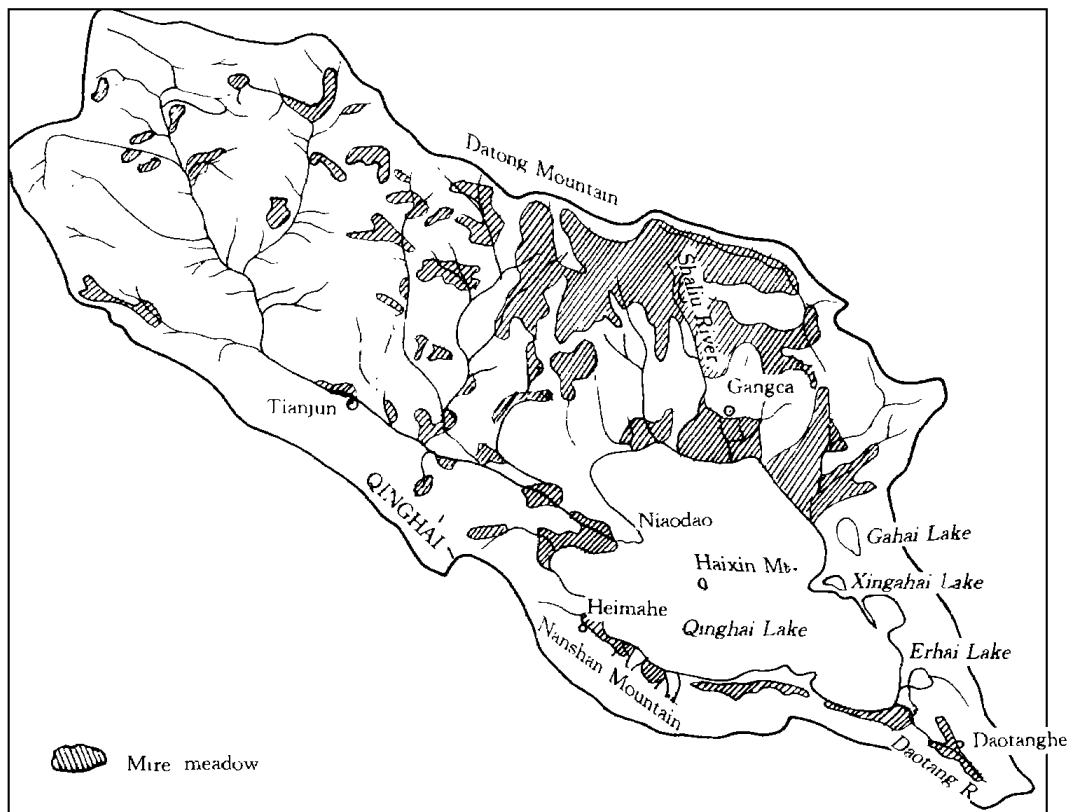 Datong Mountain
Shaliu River
Gangca
Tianjun
QINGHAI
Niaodao
Gahai Lake
Haixin Mt.
Xingahai Lake
Heimahe
Qinghai Lake
Nanshan Mountain
Erhai Lake
Daotanghe
Daotang R.
Mire meadow